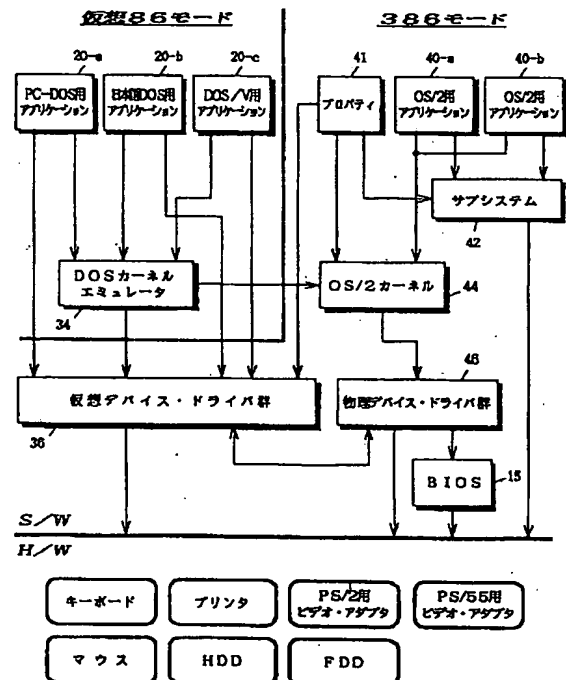 仮想86モード
386モード
20-a
20-b
20-c
41
40-a
40-b
PC-DOS用
アプリケーション
日本語DOS用
アプリケーション
DOS/V用
アプリケーション
プロパティ
OS/2用
アプリケーション
OS/2用
アプリケーション
サブシステム
42
DOSカーネル
エミュレータ
34
OS/2カーネル
44
46
仮想デバイス・ドライバ群
36
物理デバイス・ドライバ群
BIOS
15
S/W
H/W
キーボード
プリンタ
PS/2用
ビデオ・アダプタ
PS/55用
ビデオ・アダプタ
マウス
HDD
FDD